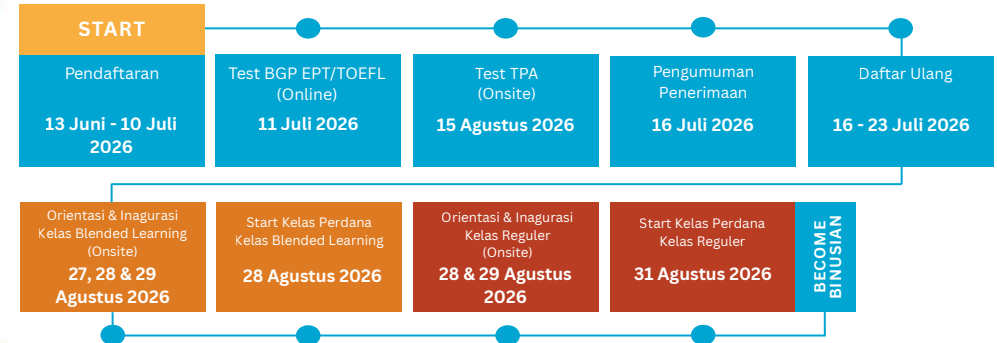 START
Pendaftaran
13 Juni - 10 Juli
2026
Test BGP EPT/TOEFL
(Online)
11 Juli 2026
Test TPA
(Onsite)
15 Agustus 2026
Pengumuman
Penerimaan
16 Juli 2026
Daftar Ulang
16 - 23 Juli 2026
Orientasi & Inagurasi
Kelas Blended Learning
(Onsite)
27, 28 & 29
Agustus 2026
Start Kelas Perdana
Kelas Blended Learning
28 Agustus 2026
Orientasi & Inagurasi
Kelas Reguler
(Onsite)
28 & 29 Agustus
2026
Start Kelas Perdana
Kelas Reguler
31 Agustus 2026
BECOME
BINUSIAN